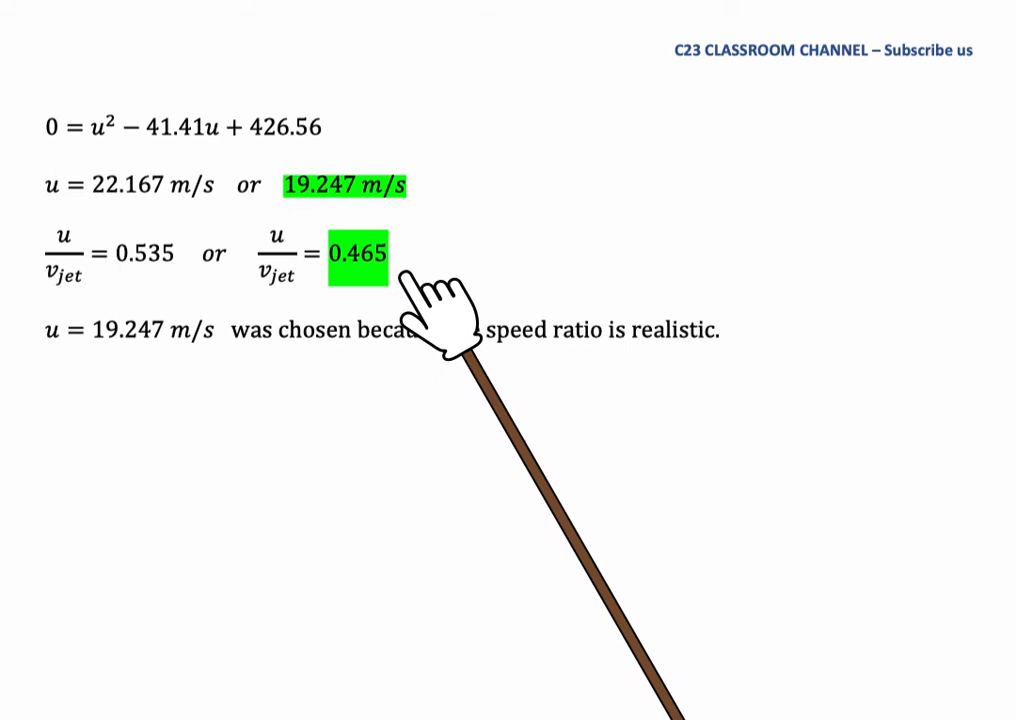 C23 CLASSROOM CHANNEL – Subscribe us
0 = u² − 41.41u + 426.56
u = 22.167 m/s or 19.247 m/s
u/v_jet = 0.535 or u/v_jet = 0.465
u = 19.247 m/s was chosen speed ratio is realistic.